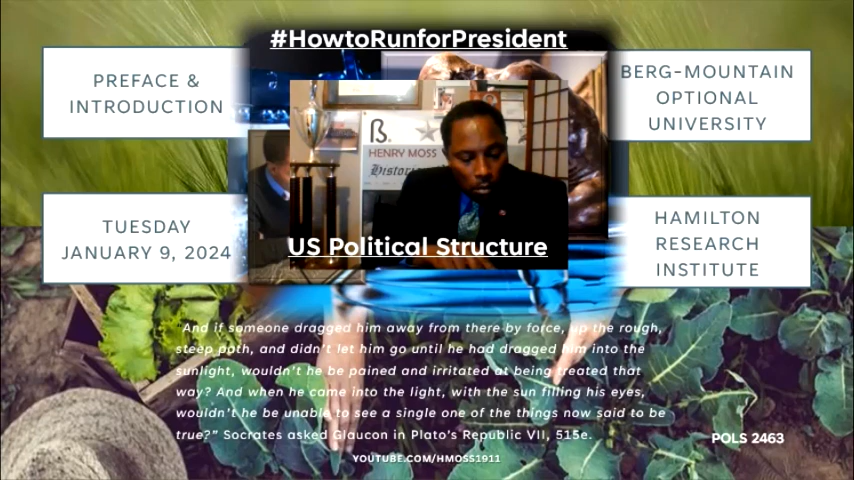 #HowtoRunforPresident
PREFACE &
INTRODUCTION
BERG-MOUNTAIN
OPTIONAL
UNIVERSITY
ß.
HENRY MOSS
TUESDAY
JANUARY 9, 2024
HAMILTON
RESEARCH
INSTITUTE
US Political Structure
"And if someone dragged him away from there by force, up the rough,
steep path, and didn't let him go until he had dragged him into the
sunlight, wouldn't he be pained and irritated at being treated that
way? And when he came into the light, with the sun filling his eyes,
wouldn't he be unable to see a single one of the things now said to be
true?" Socrates asked Glaucon in Plato's Republic VII, 515e.
POLS 2463
YOUTUBE.COM/HMOSS1911